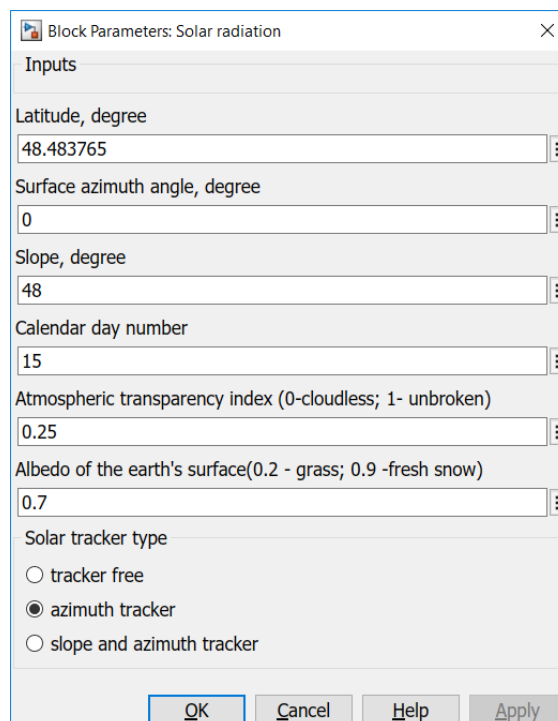 Block Parameters: Solar radiation
Inputs
Latitude, degree
48.483765
Surface azimuth angle, degree
0
Slope, degree
48
Calendar day number
15
Atmospheric transparency index (0-cloudless; 1- unbroken)
0.25
Albedo of the earth's surface(0.2 - grass; 0.9 -fresh snow)
0.7
Solar tracker type
tracker free
azimuth tracker
slope and azimuth tracker
OK Cancel Help Apply